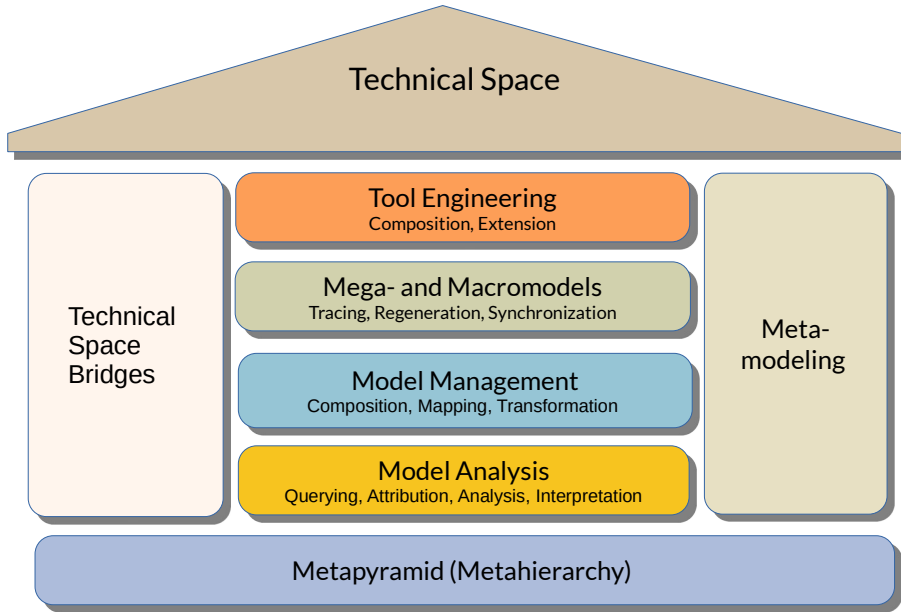 Technical Space
Tool Engineering
Composition, Extension
Mega- and Macromodels
Tracing, Regeneration, Synchronization
Technical
Space
Bridges
Meta-
modeling
Model Management
Composition, Mapping, Transformation
Model Analysis
Querying, Attribution, Analysis, Interpretation
Metapyramid (Metahierarchy)